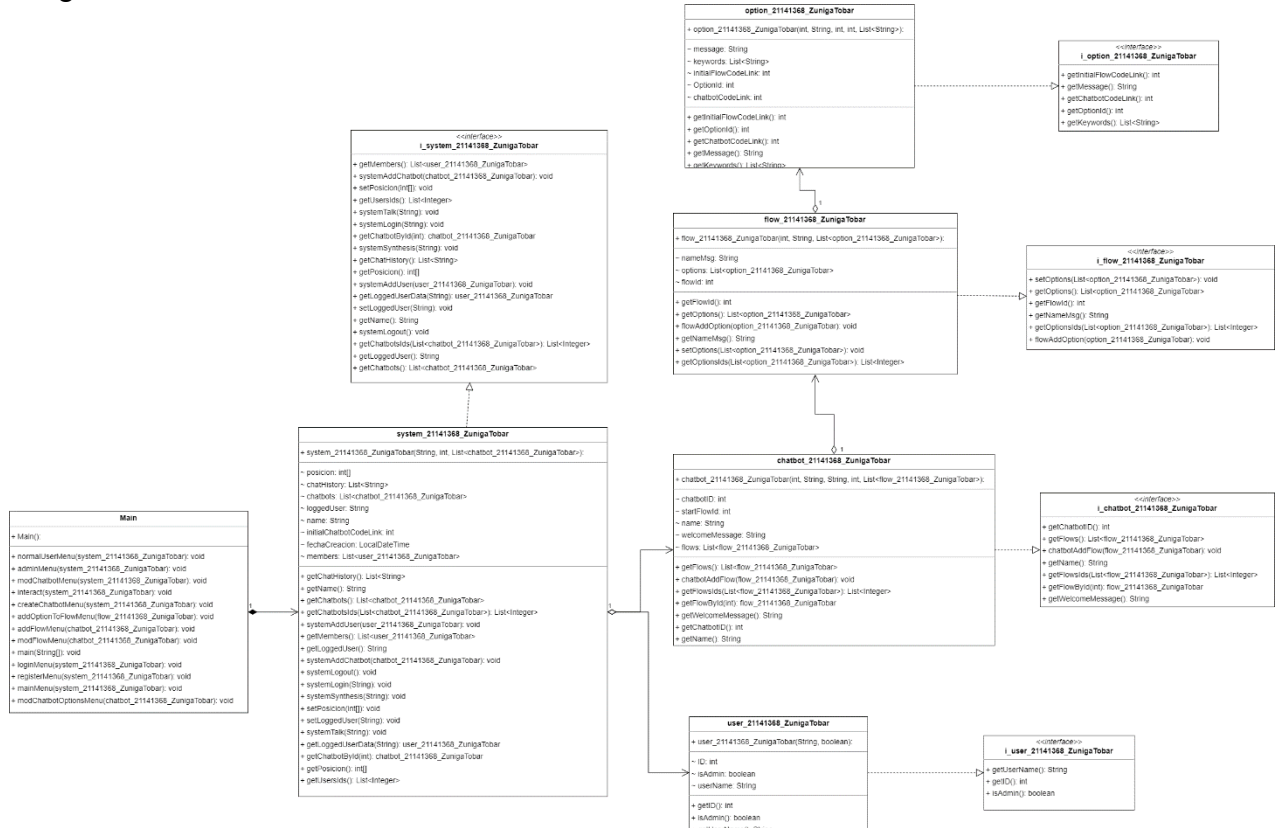 option_21141368_ZunigaTobar
+ option_21141368_ZunigaTobar(int, String, int, int, List<String>):
~ message: String
~ keywords: List<String>
~ initialFlowCodeLink: int
~ OptionId: int
~ chatbotCodeLink: int
+ getInitialFlowCodeLink(): int
+ getOptionId(): int
+ getChatbotCodeLink(): int
+ getMessage(): String
+ getKeywords(): List<String>
<<interface>>
i_option_21141368_ZunigaTobar
+ getInitialFlowCodeLink(): int
+ getMessage(): String
+ getChatbotCodeLink(): int
+ getOptionId(): int
+ getKeywords(): List<String>
<<interface>>
i_system_21141368_ZunigaTobar
+ getMembers(): List<user_21141368_ZunigaTobar>
+ systemAddChatbot(chatbot_21141368_ZunigaTobar): void
+ setPosicion(int[]): void
+ getUsersIds(): List<Integer>
+ systemTalk(String): void
+ systemLogin(String): void
+ getChatbotById(int): chatbot_21141368_ZunigaTobar
+ systemSynthesis(String): void
+ getChatHistory(): List<String>
+ getPosicion(): int[]
+ systemAddUser(user_21141368_ZunigaTobar): void
+ getLoggedUserData(String): user_21141368_ZunigaTobar
+ setLoggedUser(String): void
+ getName(): String
+ systemLogout(): void
+ getChatbotsIds(List<chatbot_21141368_ZunigaTobar>): List<Integer>
+ getLoggedUser(): String
+ getChatbots(): List<chatbot_21141368_ZunigaTobar>
1
flow_21141368_ZunigaTobar
+ flow_21141368_ZunigaTobar(int, String, List<option_21141368_ZunigaTobar>):
~ nameMsg: String
~ options: List<option_21141368_ZunigaTobar>
~ flowId: int
+ getFlowId(): int
+ getOptions(): List<option_21141368_ZunigaTobar>
+ flowAddOption(option_21141368_ZunigaTobar): void
+ getNameMsg(): String
+ setOptions(List<option_21141368_ZunigaTobar>): void
+ getOptionsIds(List<option_21141368_ZunigaTobar>): List<Integer>
<<interface>>
i_flow_21141368_ZunigaTobar
+ setOptions(List<option_21141368_ZunigaTobar>): void
+ getOptions(): List<option_21141368_ZunigaTobar>
+ getFlowId(): int
+ getNameMsg(): String
+ getOptionsIds(List<option_21141368_ZunigaTobar>): List<Integer>
+ flowAddOption(option_21141368_ZunigaTobar): void
system_21141368_ZunigaTobar
+ system_21141368_ZunigaTobar(String, int, List<chatbot_21141368_ZunigaTobar>):
~ posicion: int[]
~ chatHistory: List<String>
~ chatbots: List<chatbot_21141368_ZunigaTobar>
~ loggedUser: String
~ name: String
~ initialChatbotCodeLink: int
~ fechaCreacion: LocalDateTime
~ members: List<user_21141368_ZunigaTobar>
+ getChatHistory(): List<String>
+ getName(): String
+ getChatbots(): List<chatbot_21141368_ZunigaTobar>
+ getChatbotsIds(List<chatbot_21141368_ZunigaTobar>): List<Integer>
+ systemAddUser(user_21141368_ZunigaTobar): void
+ getMembers(): List<user_21141368_ZunigaTobar>
+ getLoggedUser(): String
+ systemAddChatbot(chatbot_21141368_ZunigaTobar): void
+ systemLogout(): void
+ systemLogin(String): void
+ systemSynthesis(String): void
+ setPosicion(int[]): void
+ setLoggedUser(String): void
+ systemTalk(String): void
+ getLoggedUserData(String): user_21141368_ZunigaTobar
+ getChatbotById(int): chatbot_21141368_ZunigaTobar
+ getPosicion(): int[]
+ getUsersIds(): List<Integer>
1
1
Main
+ Main():
+ normalUserMenu(system_21141368_ZunigaTobar): void
+ adminMenu(system_21141368_ZunigaTobar): void
+ modChatbotMenu(system_21141368_ZunigaTobar): void
+ interact(system_21141368_ZunigaTobar): void
+ createChatbotMenu(system_21141368_ZunigaTobar): void
+ addOptionToFlowMenu(flow_21141368_ZunigaTobar): void
+ addFlowMenu(chatbot_21141368_ZunigaTobar): void
+ modFlowMenu(chatbot_21141368_ZunigaTobar): void
+ main(String[]): void
+ loginMenu(system_21141368_ZunigaTobar): void
+ registerMenu(system_21141368_ZunigaTobar): void
+ mainMenu(system_21141368_ZunigaTobar): void
+ modChatbotOptionsMenu(chatbot_21141368_ZunigaTobar): void
1
chatbot_21141368_ZunigaTobar
+ chatbot_21141368_ZunigaTobar(int, String, String, int, List<flow_21141368_ZunigaTobar>):
~ chatbotID: int
~ startFlowId: int
~ name: String
~ welcomeMessage: String
~ flows: List<flow_21141368_ZunigaTobar>
+ getFlows(): List<flow_21141368_ZunigaTobar>
+ chatbotAddFlow(flow_21141368_ZunigaTobar): void
+ getFlowsIds(List<flow_21141368_ZunigaTobar>): List<Integer>
+ getFlowById(int): flow_21141368_ZunigaTobar
+ getWelcomeMessage(): String
+ getChatbotID(): int
+ getName(): String
<<interface>>
i_chatbot_21141368_ZunigaTobar
+ getChatbotID(): int
+ getFlows(): List<flow_21141368_ZunigaTobar>
+ chatbotAddFlow(flow_21141368_ZunigaTobar): void
+ getName(): String
+ getFlowsIds(List<flow_21141368_ZunigaTobar>): List<Integer>
+ getFlowById(int): flow_21141368_ZunigaTobar
+ getWelcomeMessage(): String
user_21141368_ZunigaTobar
+ user_21141368_ZunigaTobar(String, boolean):
~ ID: int
~ isAdmin: boolean
~ userName: String
+ getID(): int
+ isAdmin(): boolean
<<interface>>
i_user_21141368_ZunigaTobar
+ getUserName(): String
+ getID(): int
+ isAdmin(): boolean